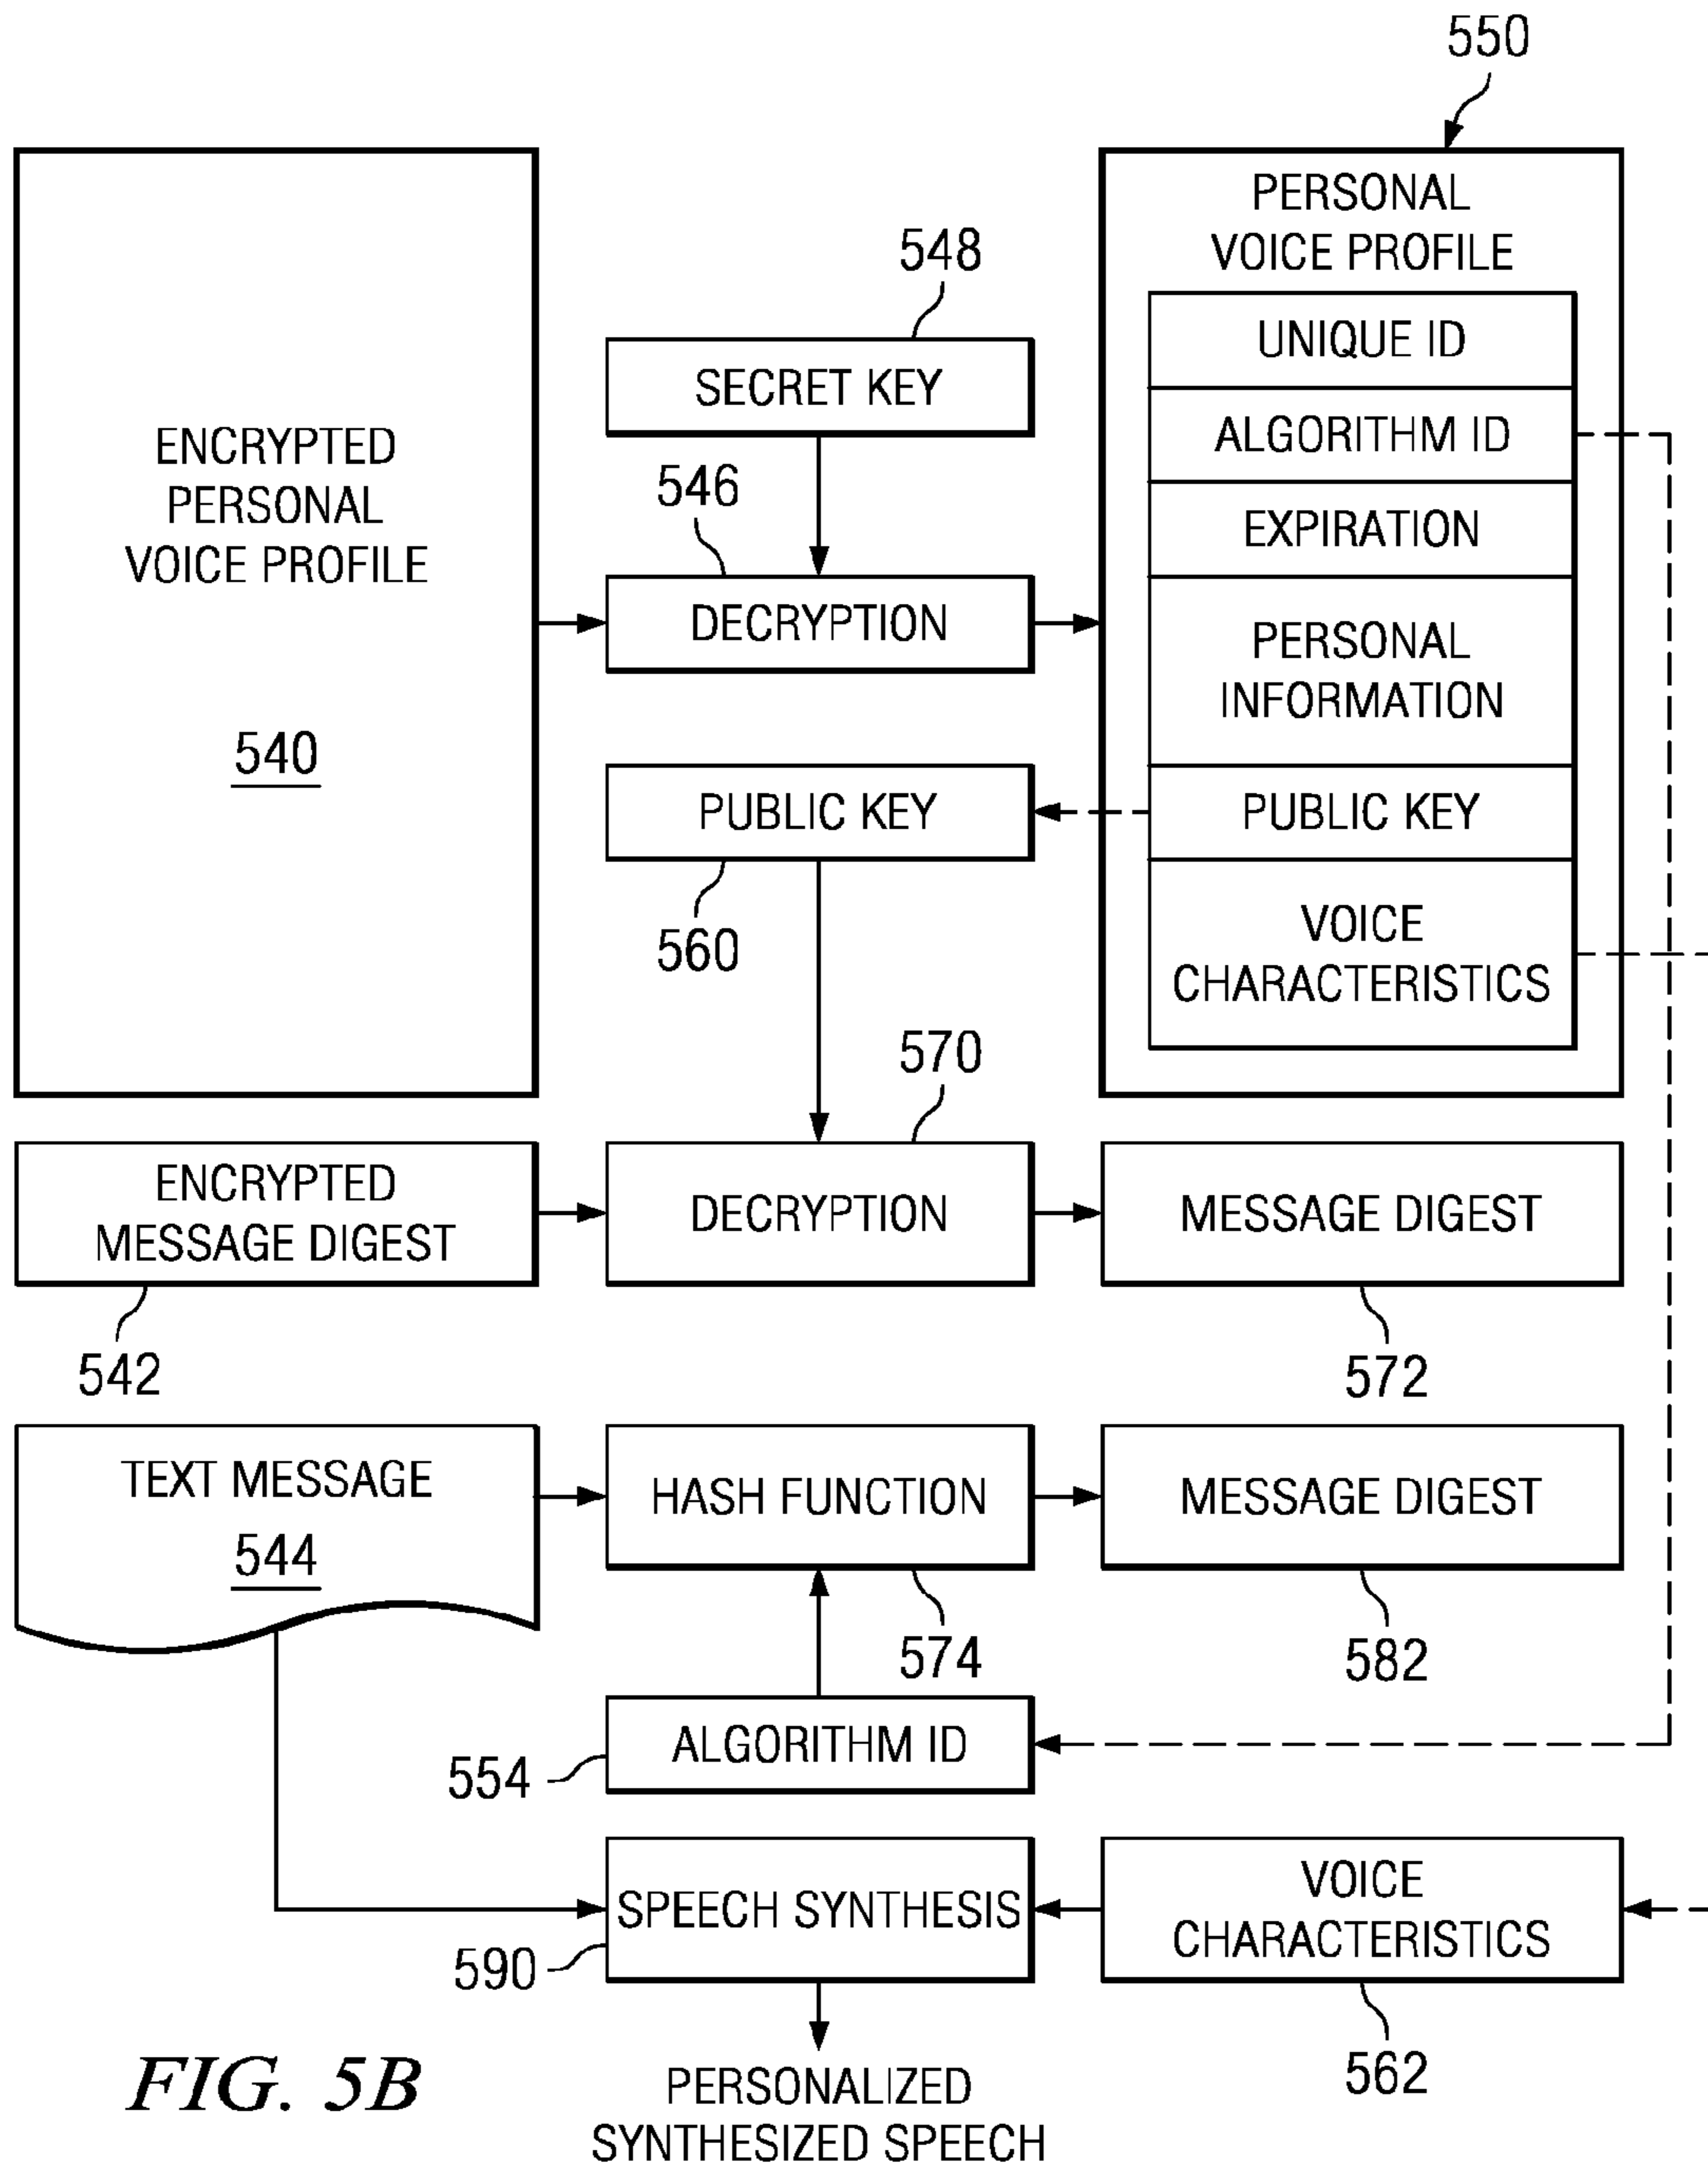 550
PERSONAL
VOICE PROFILE
UNIQUE ID
ALGORITHM ID
EXPIRATION
PERSONAL
INFORMATION
PUBLIC KEY
VOICE
CHARACTERISTICS
548
SECRET KEY
546
DECRYPTION
ENCRYPTED
PERSONAL
VOICE PROFILE
540
PUBLIC KEY
560
570
ENCRYPTED
MESSAGE DIGEST
542
DECRYPTION
MESSAGE DIGEST
572
TEXT MESSAGE
544
HASH FUNCTION
574
MESSAGE DIGEST
582
554
ALGORITHM ID
SPEECH SYNTHESIS
590
VOICE
CHARACTERISTICS
562
PERSONALIZED
SYNTHESIZED SPEECH
FIG. 5B